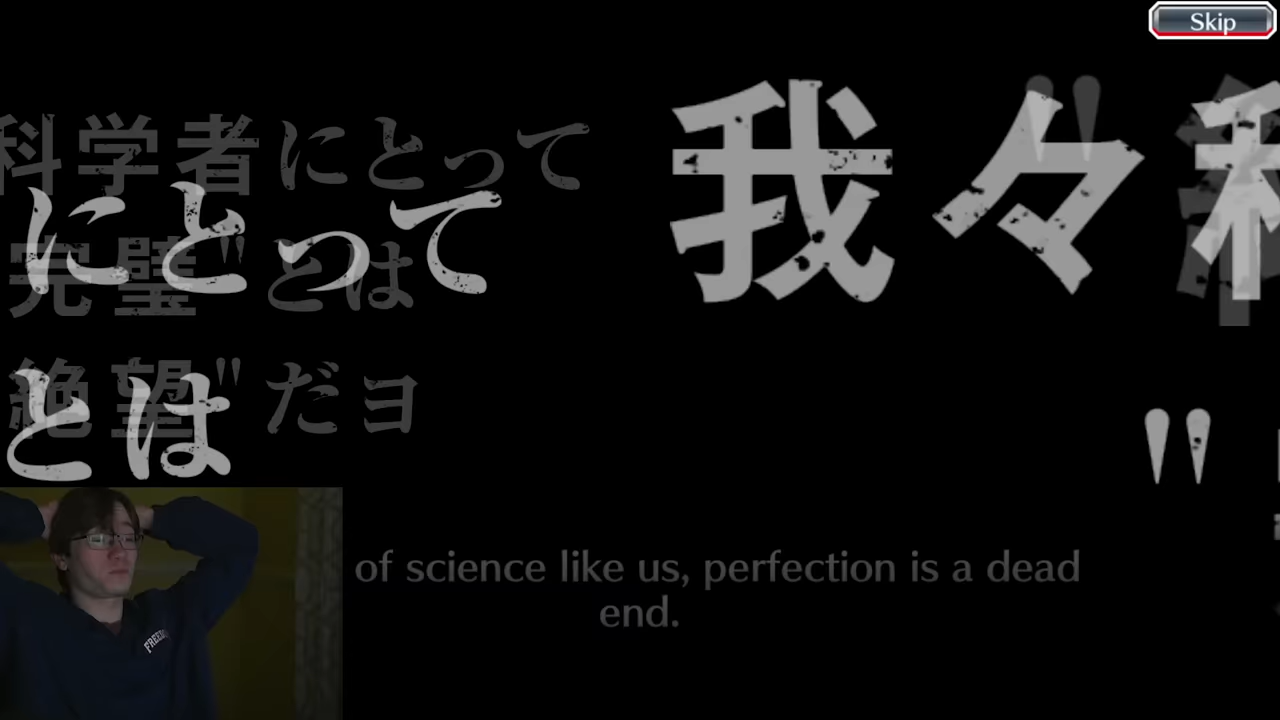 Skip
科学者にとって
我々科
にとって
"完璧"とは
"絶望"だヨ
とは
"
of science like us, perfection is a dead
end.